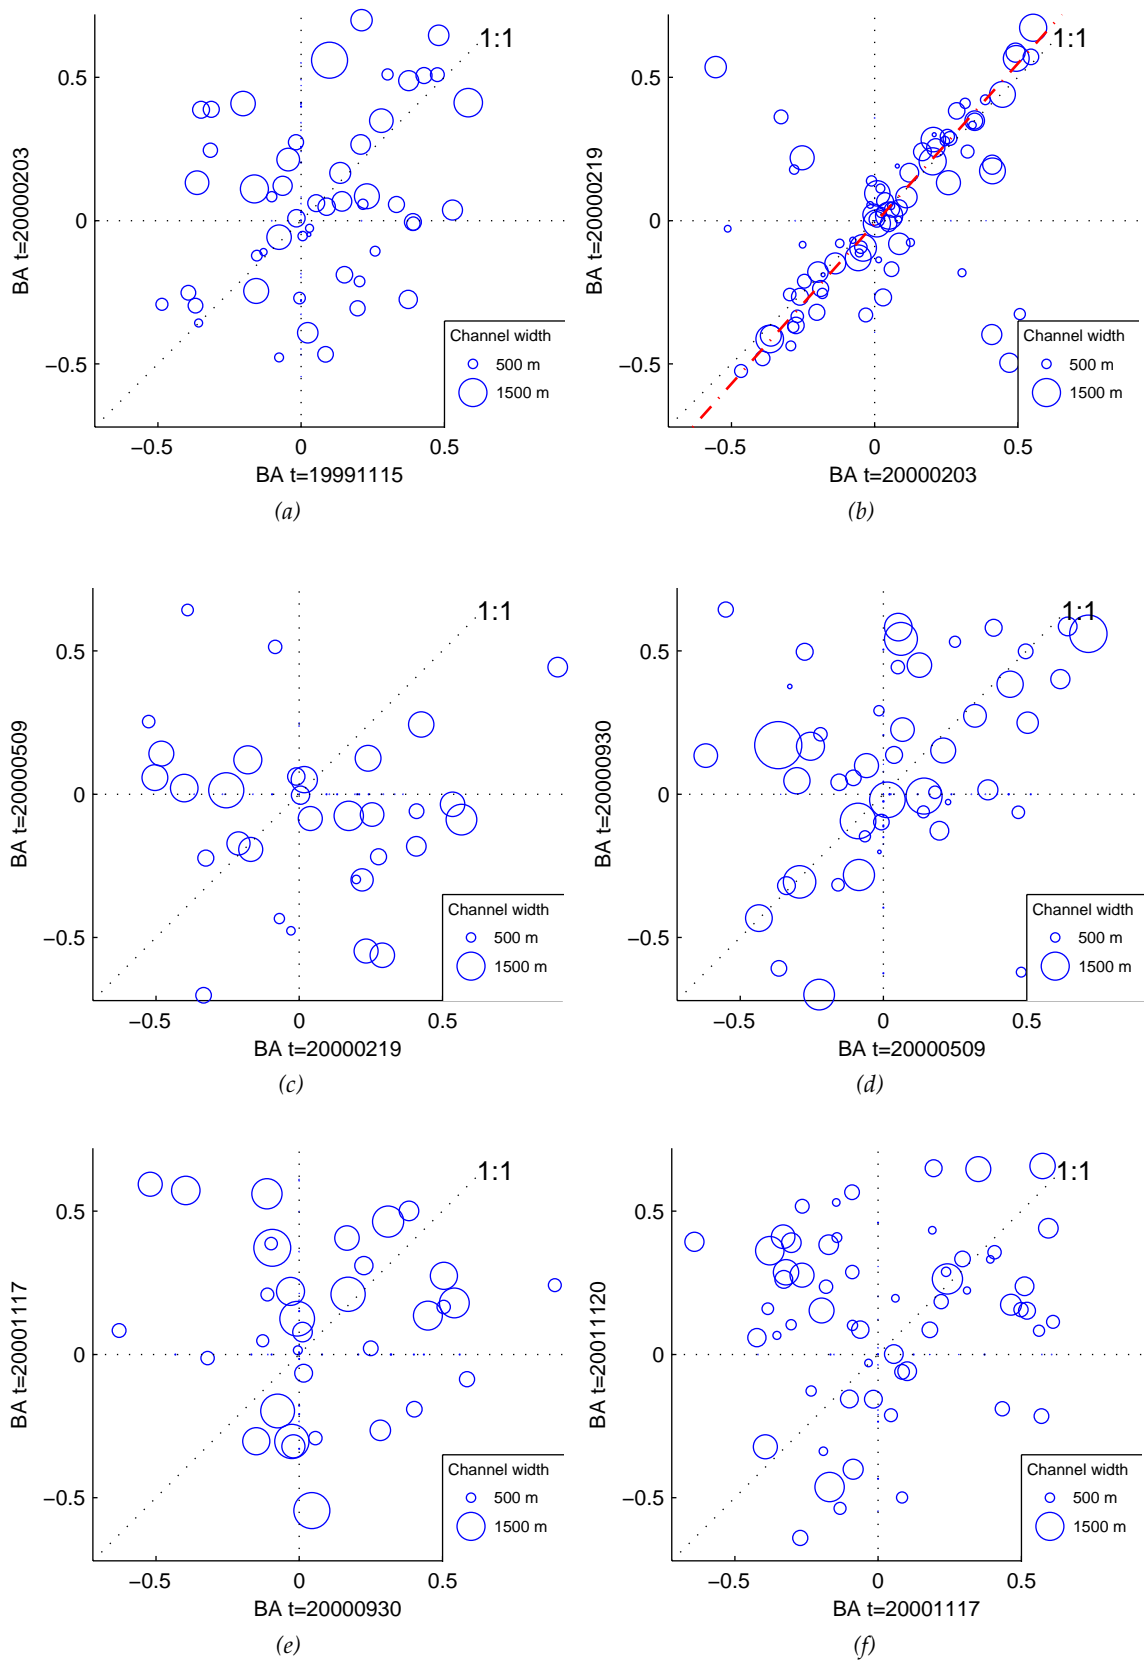 1:1
0.5
0
−0.5
BA t=20000203
Channel width
500 m
1500 m
−0.5
0
0.5
BA t=19991115
(a)
1:1
0.5
0
−0.5
BA t=20000219
Channel width
500 m
1500 m
−0.5
0
0.5
BA t=20000203
(b)
1:1
0.5
0
−0.5
BA t=20000509
Channel width
500 m
1500 m
−0.5
0
0.5
BA t=20000219
(c)
1:1
0.5
0
−0.5
BA t=20000930
Channel width
500 m
1500 m
−0.5
0
0.5
BA t=20000509
(d)
1:1
0.5
0
−0.5
BA t=20001117
Channel width
500 m
1500 m
−0.5
0
0.5
BA t=20000930
(e)
1:1
0.5
0
−0.5
BA t=20011120
Channel width
500 m
1500 m
−0.5
0
0.5
BA t=20001117
(f)